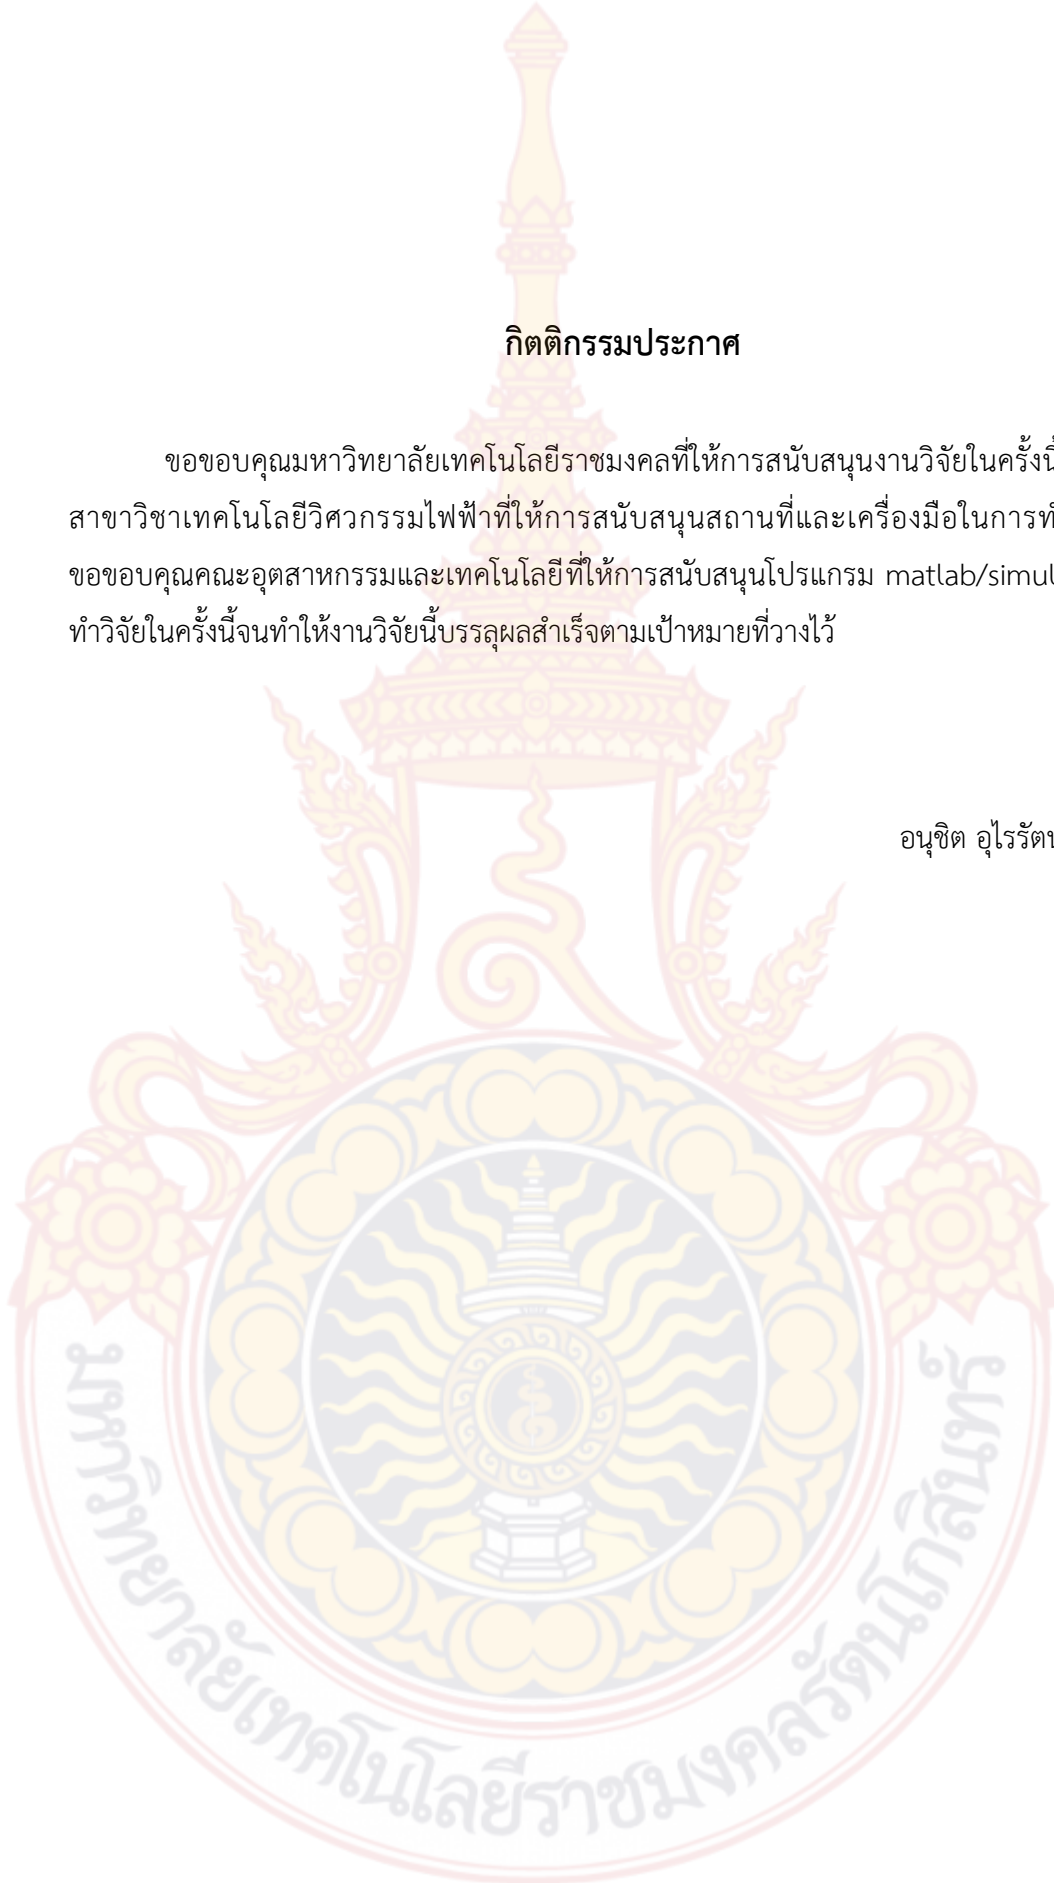 กิตติกรรมประกาศ
ขอขอบคุณมหาวิทยาลัยเทคโนโลยีราชมงคลที่ให้การสนับสนุนงานวิจัยในครั้งนี้
สาขาวิชาเทคโนโลยีวิศวกรรมไฟฟ้าที่ให้การสนับสนุนสถานที่และเครื่องมือในการ
ขอขอบคุณคณะอุตสาหกรรมและเทคโนโลยีที่ให้การสนับสนุนโปรแกรม
ทำวิจัยในครั้งนี้จนทำให้งานวิจัยนี้บรรลุผลสำเร็จตามเป้าหมายที่วางไว้
อนุชิต
มหาวิทยาลัยเทคโนโลยีราชมงคลรัตนโกสินทร์